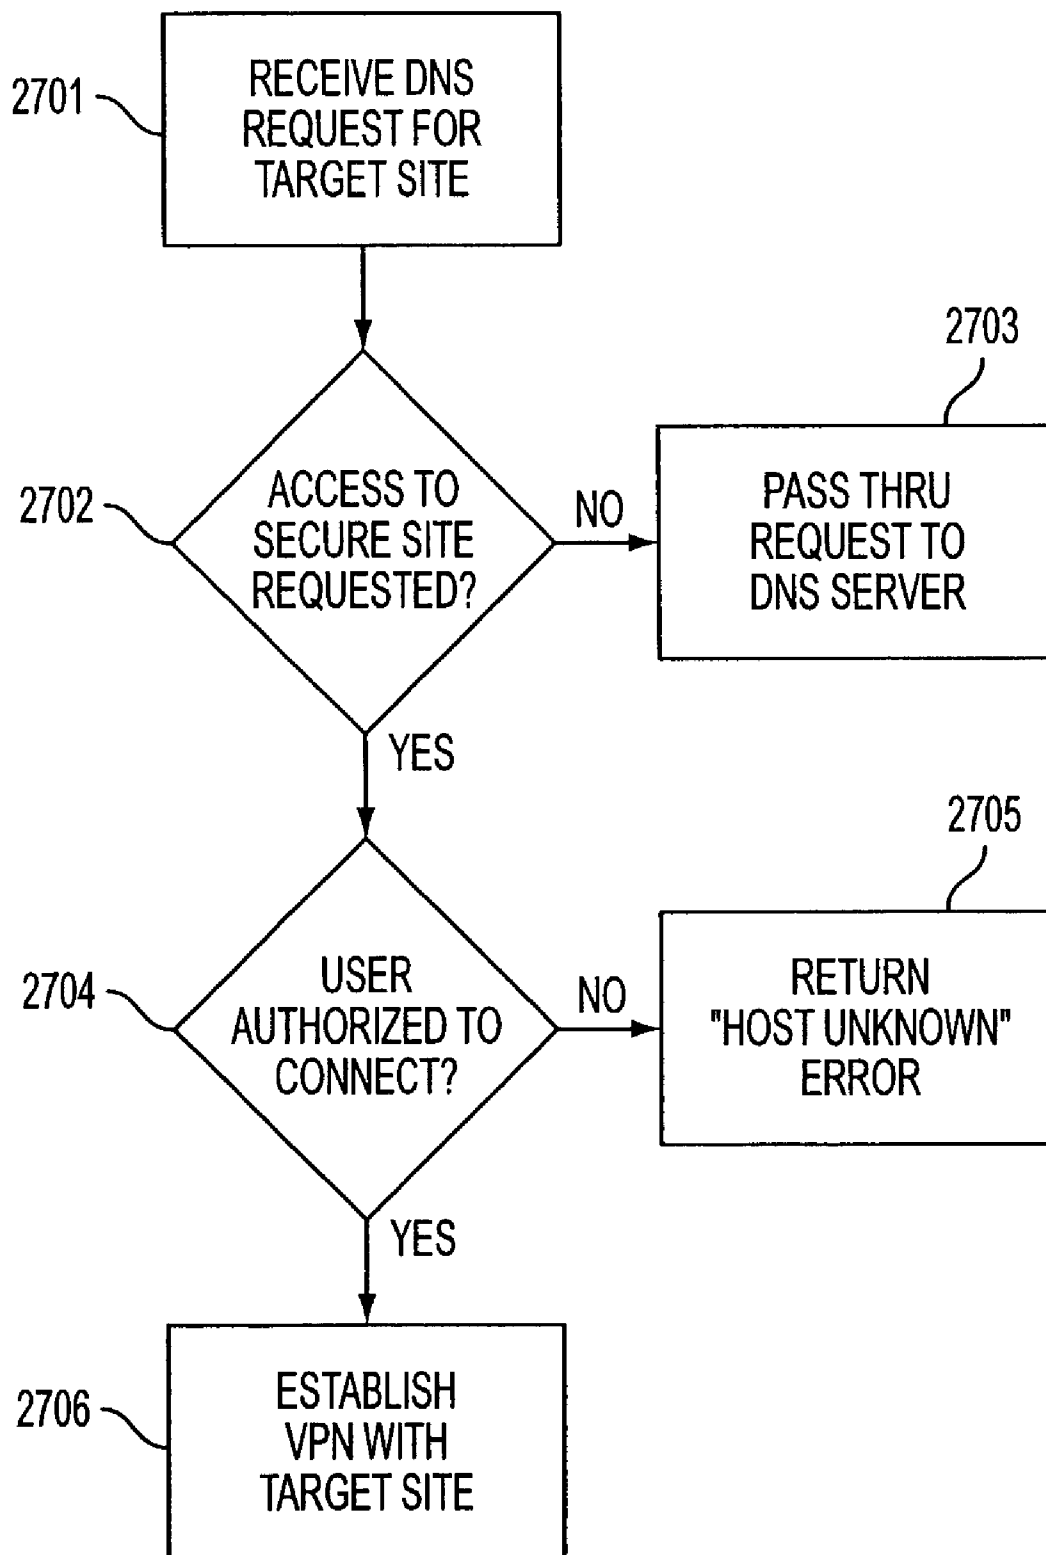 2701
RECEIVE DNS
REQUEST FOR
TARGET SITE
2702
ACCESS TO
SECURE SITE
REQUESTED?
NO
2703
PASS THRU
REQUEST TO
DNS SERVER
YES
2704
USER
AUTHORIZED TO
CONNECT?
NO
2705
RETURN
"HOST UNKNOWN"
ERROR
YES
2706
ESTABLISH
VPN WITH
TARGET SITE